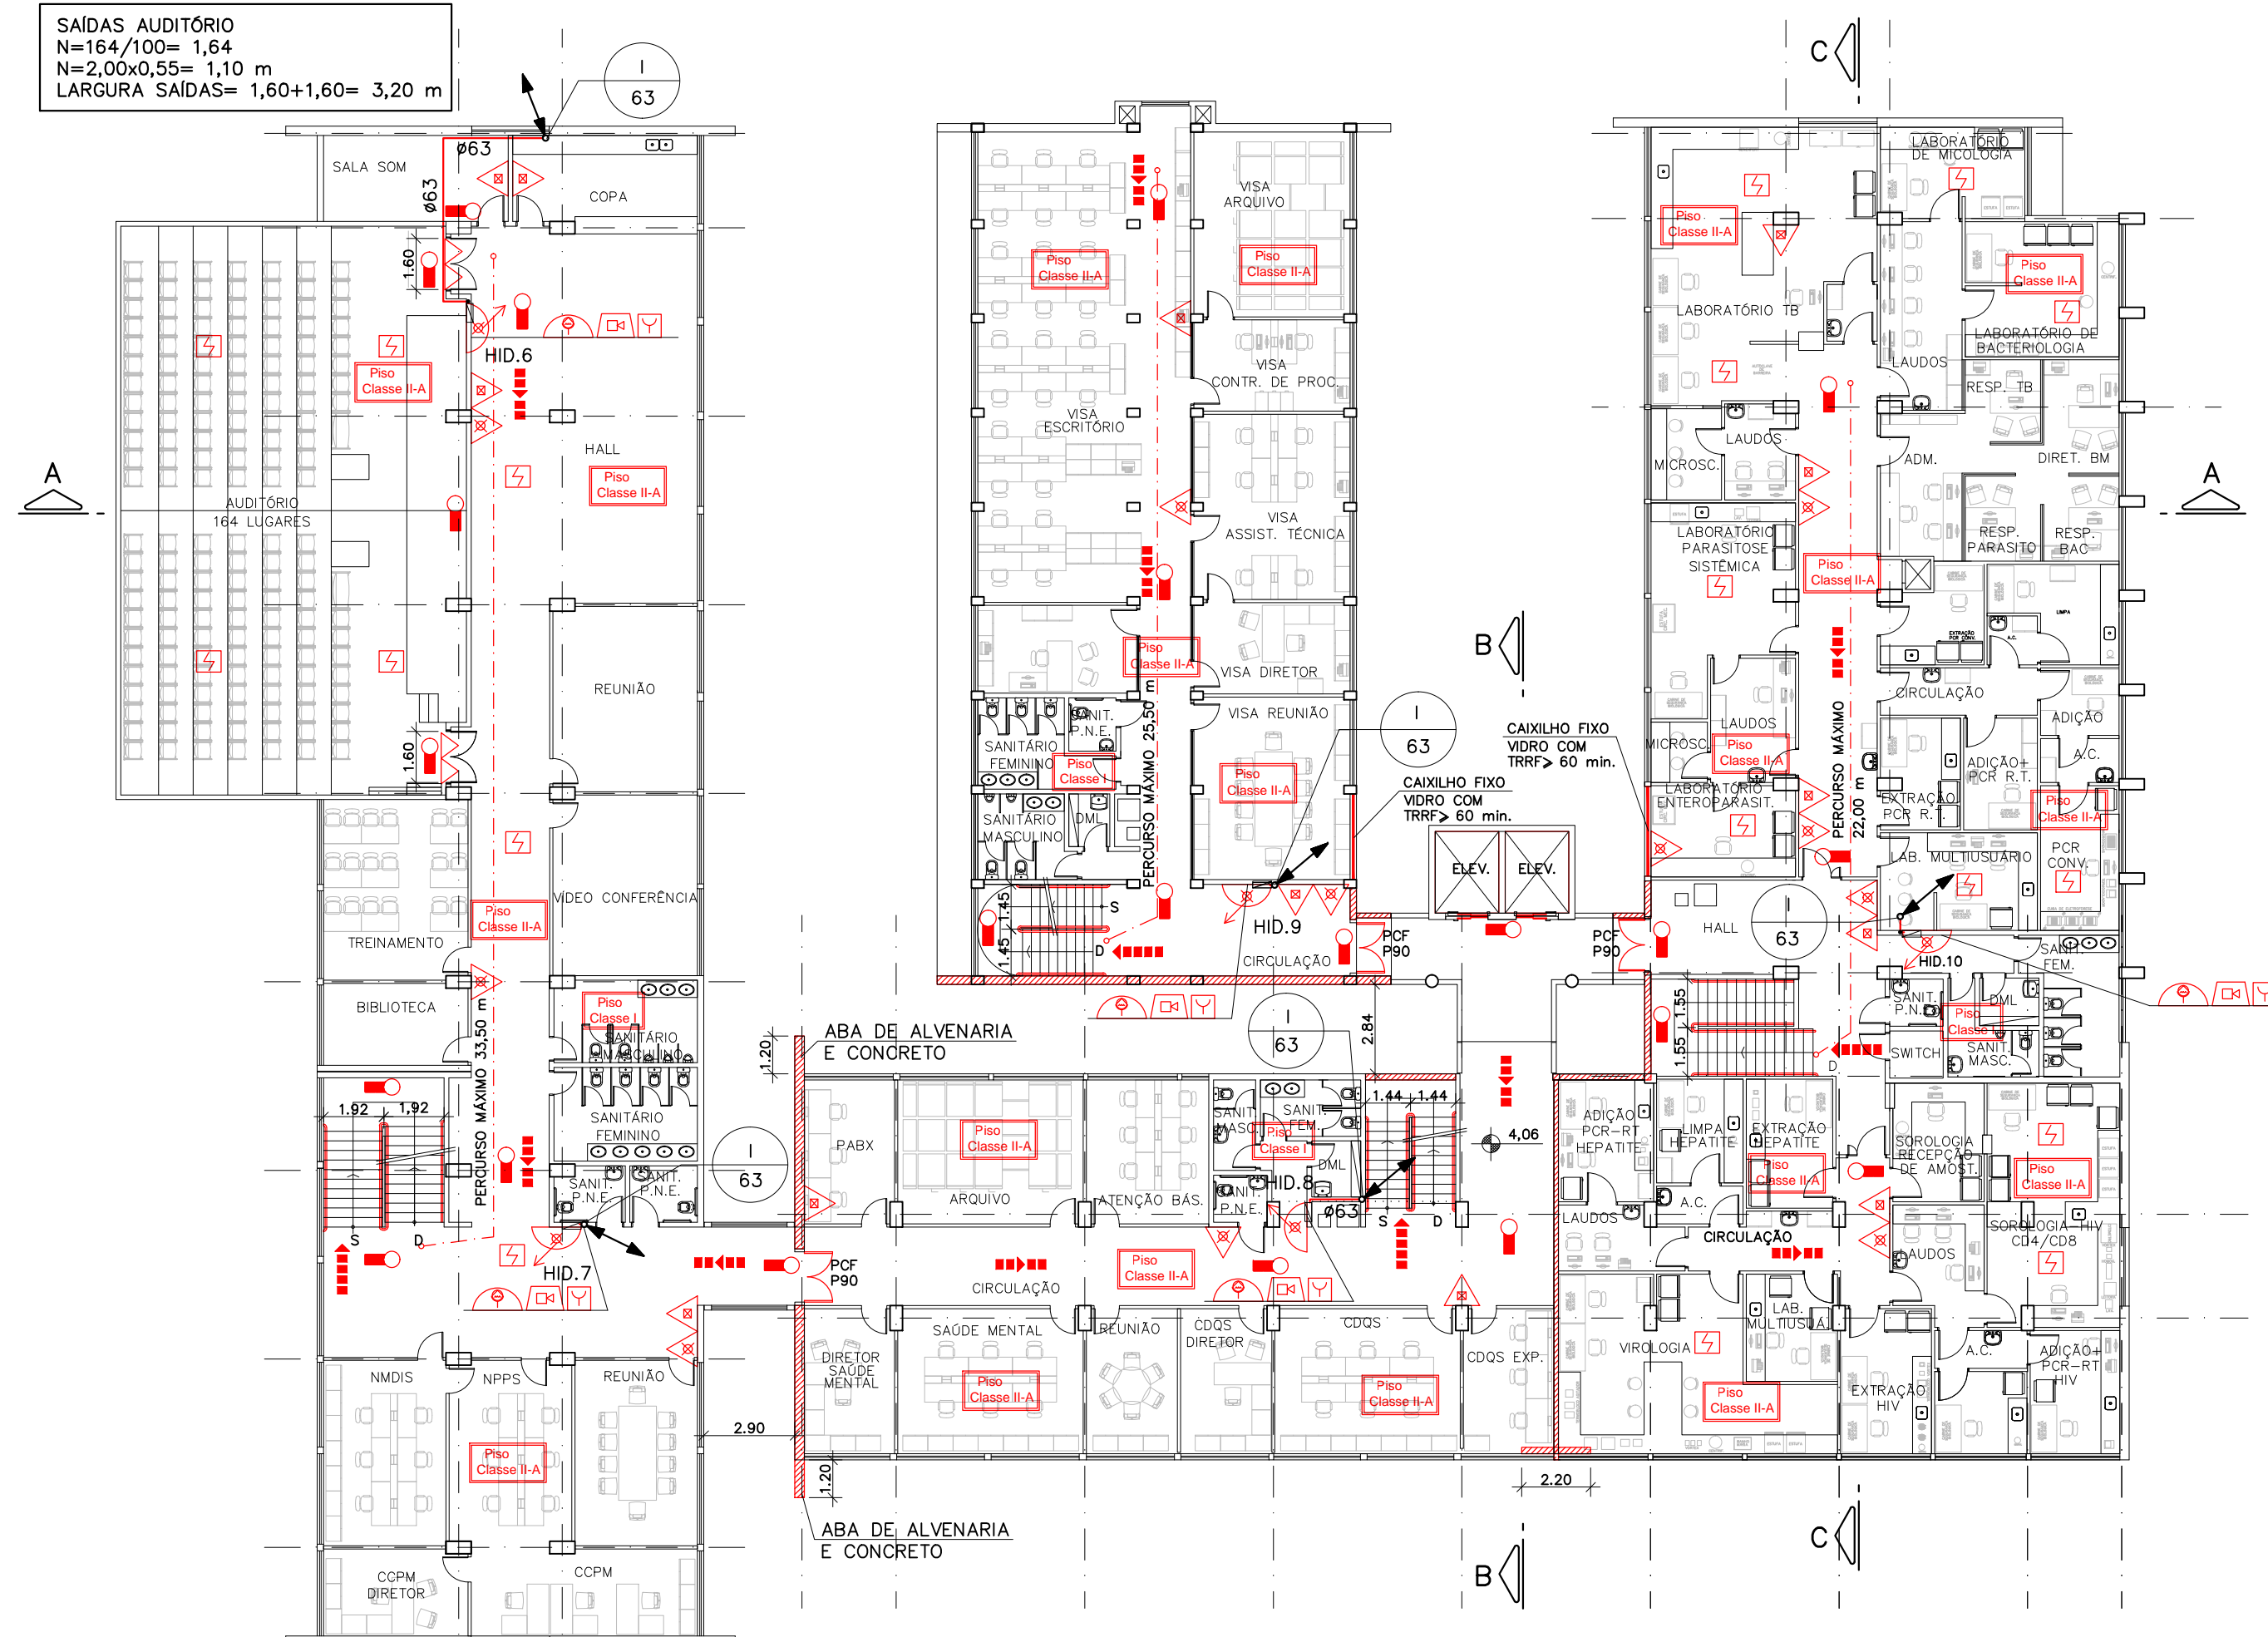 SAÍDAS AUDITÓRIO
N=164/100= 1,64
N=2,00x0,55= 1,10 m
LARGURA SAÍDAS= 1,60+1,60= 3,20 m
I
63
ø63
ø63
SALA SOM
COPA
1.60
HID.6
Piso
Classe II-A
HALL
Piso
Classe II-A
A
AUDITÓRIO
164 LUGARES
REUNIÃO
1.60
VÍDEO CONFERÊNCIA
Piso
Classe II-A
TREINAMENTO
BIBLIOTECA
PERCURSO MÁXIMO 33,50 m
Piso
Classe I
SANITÁRIO
MASCULINO
SANITÁRIO
FEMININO
1.92
1,92
SANIT.
P.N.E.
SANIT.
P.N.E.
I
63
S
D
HID.7
NMDIS
NPPS
REUNIÃO
Piso
Classe II-A
CCPM
DIRETOR
CCPM
VISA
ARQUIVO
Piso
Classe II-A
Piso
Classe II-A
VISA
CONTR. DE PROC.
VISA
ESCRITÓRIO
VISA
ASSIST. TÉCNICA
Piso
Classe II-A
VISA DIRETOR
PERCURSO MÁXIMO 25,50 m
VISA REUNIÃO
SANIT.
P.N.E.
SANITÁRIO
FEMININO
Piso
Classe I
Piso
Classe II-A
SANITÁRIO
MASCULINO
DML
I
63
CAIXILHO FIXO
VIDRO COM
TRRF> 60 min.
CAIXILHO FIXO
VIDRO COM
TRRF> 60 min.
B
ELEV.
ELEV.
1.45
1.45
S
D
HID.9
CIRCULAÇÃO
PCF
P90
PCF
P90
I
63
2.84
ABA DE ALVENARIA
E CONCRETO
1.20
PABX
Piso
Classe II-A
ARQUIVO
ATENÇÃO BÁS.
SANIT.
MASC.
SANIT.
FEM.
Piso
Classe I
DML
SANIT.
P.N.E.
HID.8
ø63
1.44
1.44
S
D
4,06
PCF
P90
CIRCULAÇÃO
Piso
Classe II-A
DIRETOR
SAÚDE
MENTAL
SAÚDE MENTAL
Piso
Classe II-A
REUNIÃO
CDQS
DIRETOR
CDQS
Piso
Classe II-A
CDQS EXP.
2.90
1.20
2.20
ABA DE ALVENARIA
E CONCRETO
B
C
LABORATÓRIO
DE MICOLOGIA
Piso
Classe II-A
Piso
Classe II-A
LABORATÓRIO TB
LABORATÓRIO DE
BACTERIOLOGIA
LAUDOS
RESP. TB
LAUDOS
MICROSC.
ADM.
DIRET. BM
A
LABORATÓRIO
PARASITOSE
SISTÊMICA
RESP.
PARASITO
RESP.
BAC
Piso
Classe II-A
LIMPA
EXTRAÇÃO
PCR CONV.
A.C.
CIRCULAÇÃO
PERCURSO MÁXIMO
22,00 m
LAUDOS
MICROSC.
Piso
Classe II-A
LABORATÓRIO
ENTEROPARASIT.
ADIÇÃO
A.C.
ADIÇÃO+
PCR R.T.
EXTRAÇÃO
PCR R.T.
Piso
Classe II-A
LAB. MULTIUSUÁRIO
PCR
CONV.
HALL
I
63
HID.10
SANIT.
FEM.
1.55
1.55
D
SANIT.
P.N.E.
DML
Piso
Classe I
SWITCH
SANIT.
MASC.
ADIÇÃO
PCR-RT
HEPATITE
LIMPA
HEPATITE
EXTRAÇÃO
HEPATITE
Piso
Classe II-A
A.C.
SOROLOGIA
RECEPÇÃO
DE AMOST.
Piso
Classe II-A
LAUDOS
CIRCULAÇÃO
LAUDOS
SOROLOGIA-HIV
CD4/CD8
VIROLOGIA
LAB.
MULTIUSUÁ.
Piso
Classe II-A
EXTRAÇÃO
HIV
A.C.
ADIÇÃO+
PCR-RT
HIV
C